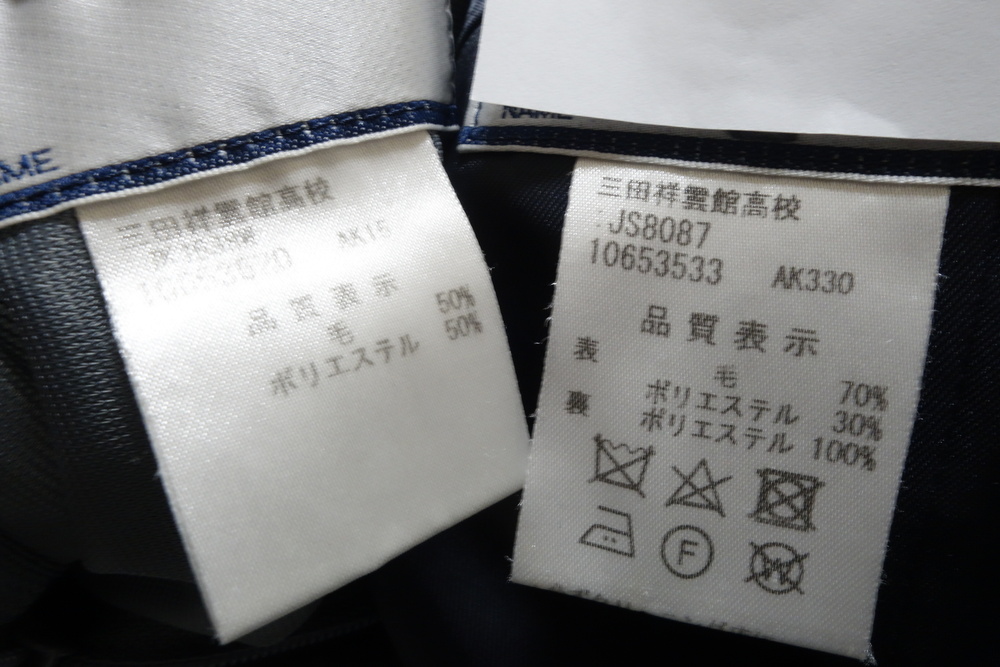 三田祥雲館高校
AK15
品質表示
毛 50%
ポリエステル 50%
NAME
三田祥雲館高校
JS8087
10653533 AK330
品質表示
表 毛 70%
ポリエステル 30%
裏 ポリエステル 100%
F
W